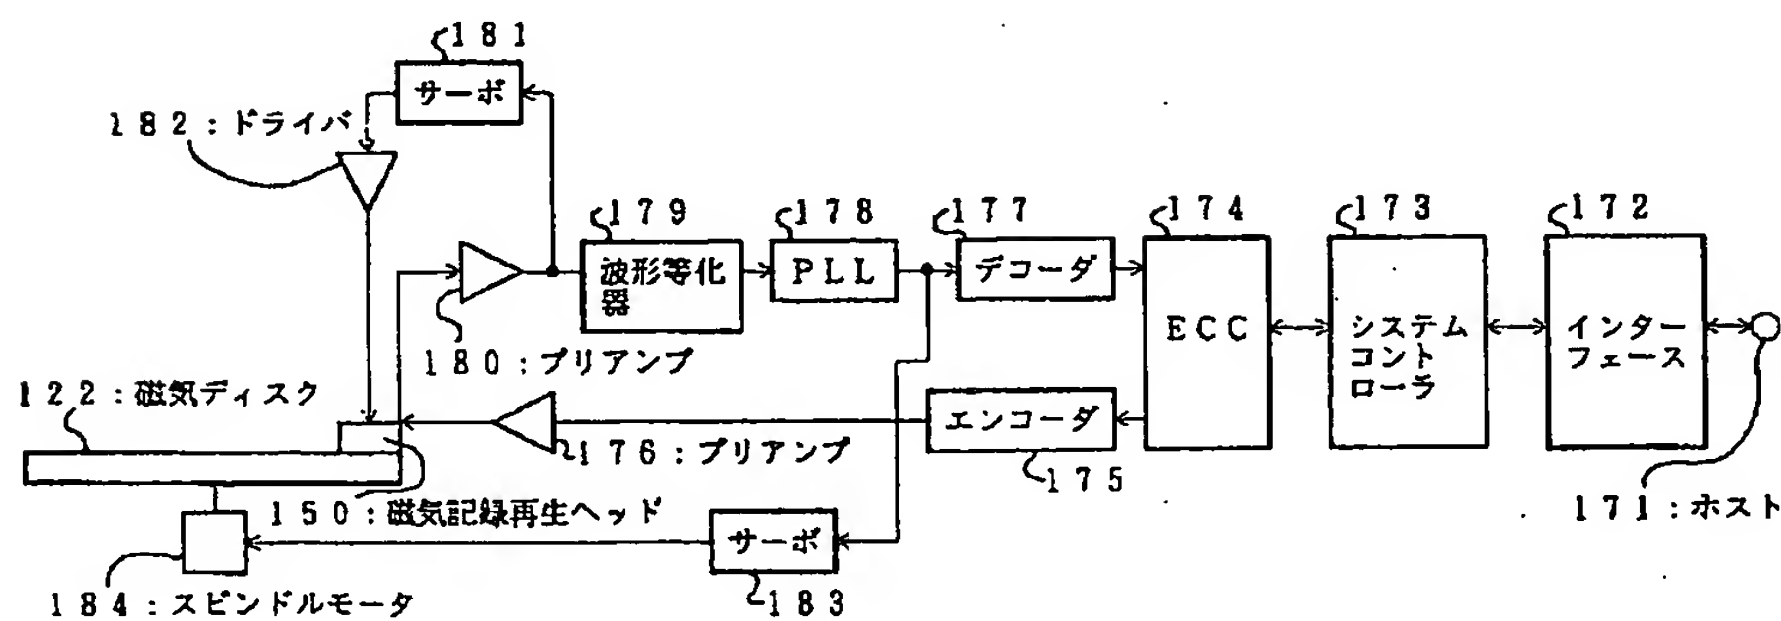 181
サーボ
182:ドライバ
179
178
177
174
173
172
波形等化
器
PLL
デコーダ
ECC
システム
コント
ローラ
インター
フェース
180:プリアンプ
122:磁気ディスク
エンコーダ
176:プリアンプ
175
171:ホスト
150:磁気記録再生ヘッド
サーボ
183
184:スピンドルモータ